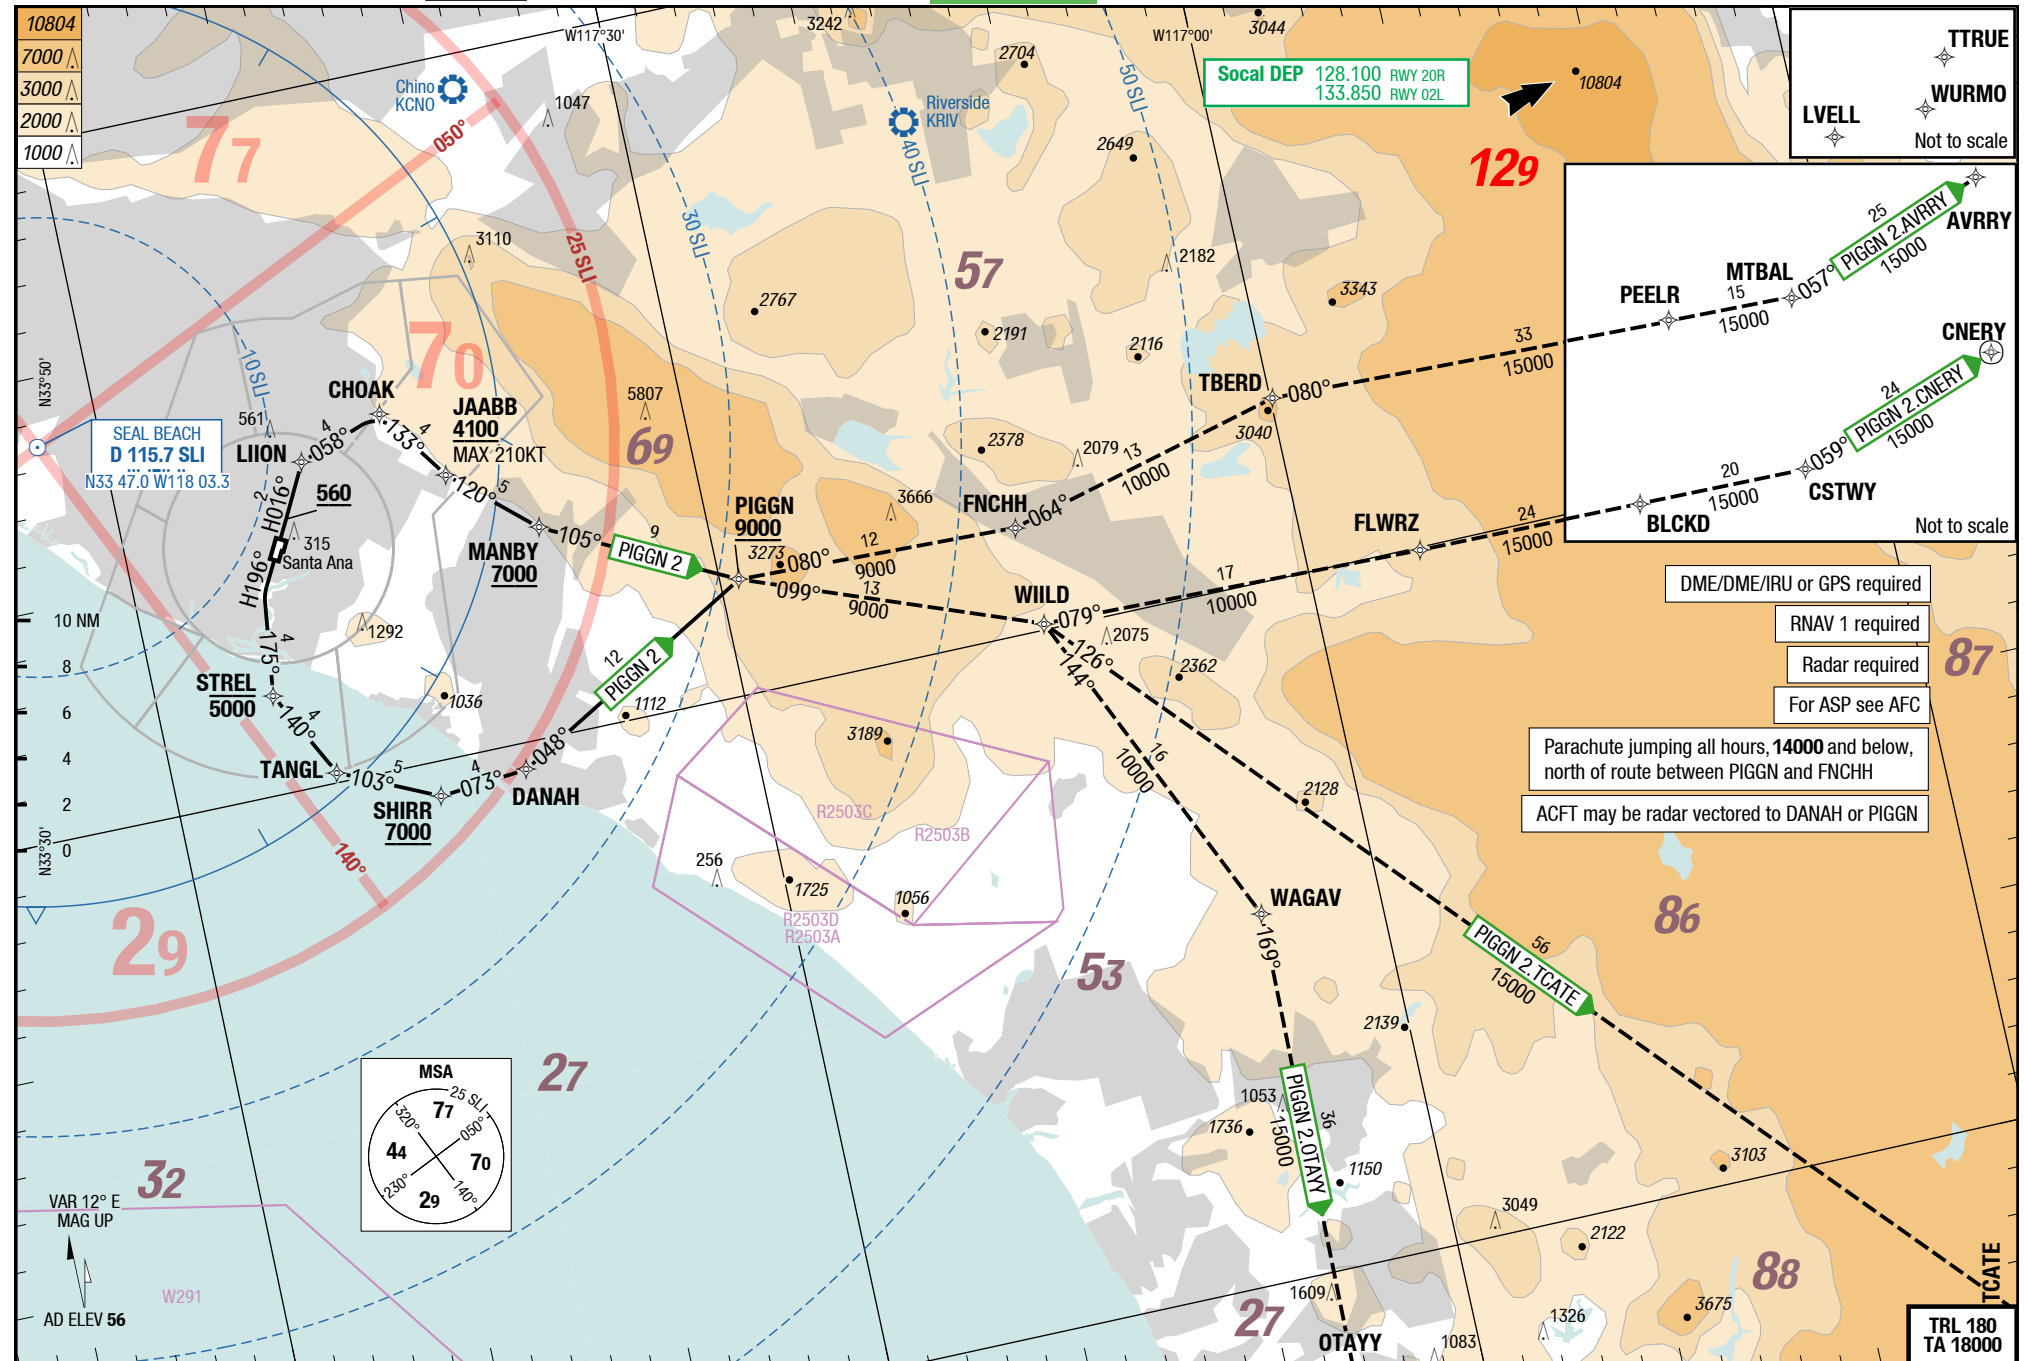 10804
7000
3000
2000
1000
W117°30'
3242
W117°00'
3044
2704
Socal DEP 128.100 RWY 20R
133.850 RWY 02L
10804
TTRUE
WURMO
LVELL
Not to scale
Chino
KCNO
Riverside
KRIV
050°
1047
50 SLI
40 SLI
30 SLI
25 SLI
10 SLI
77
129
2649
3110
2182
57
2767
2191
2116
3343
AVRRY
PIGGN 2.AVRRY
25
15000
MTBAL
057°
PEELR
15
15000
CNERY
PIGGN 2.CNERY
24
15000
059°
CSTWY
20
15000
BLCKD
Not to scale
33
15000
TBERD
080°
3040
70
N33°50'
CHOAK
JAABB
4100
MAX 210KT
5807
69
561
LIION
058°
4
133°
4
SEAL BEACH
D 115.7 SLI
N33 47.0 W118 03.3
2378
2079
13
10000
064°
FNCHH
3666
PIGGN
9000
3273
080°
12
9000
099°
13
9000
120°
5
MANBY
7000
105°
9
PIGGN 2
H016°
2
560
315
Santa Ana
H196°
FLWRZ
24
15000
17
10000
WIILD
079°
2075
126°
144°
2362
DME/DME/IRU or GPS required
RNAV 1 required
Radar required
For ASP see AFC
Parachute jumping all hours, 14000 and below,
north of route between PIGGN and FNCHH
ACFT may be radar vectored to DANAH or PIGGN
87
10 NM
8
6
4
2
0
N33°30'
1292
175°
4
STREL
5000
140°
4
TANGL
103°
5
SHIRR
7000
073°
4
DANAH
048°
12
PIGGN 2
1036
1112
3189
16
10000
2128
R2503C
R2503B
140°
256
1725
1056
R2503D
R2503A
WAGAV
169°
86
29
53
PIGGN 2.TCATE
56
15000
2139
27
MSA
25 SLI
320°
77
050°
44
70
230°
29
140°
PIGGN 2.OTAYY
36
15000
1053
1736
1150
3103
3049
2122
32
VAR 12° E
MAG UP
AD ELEV 56
W291
88
TCATE
1609
27
OTAYY
1083
1326
3675
TRL 180
TA 18000